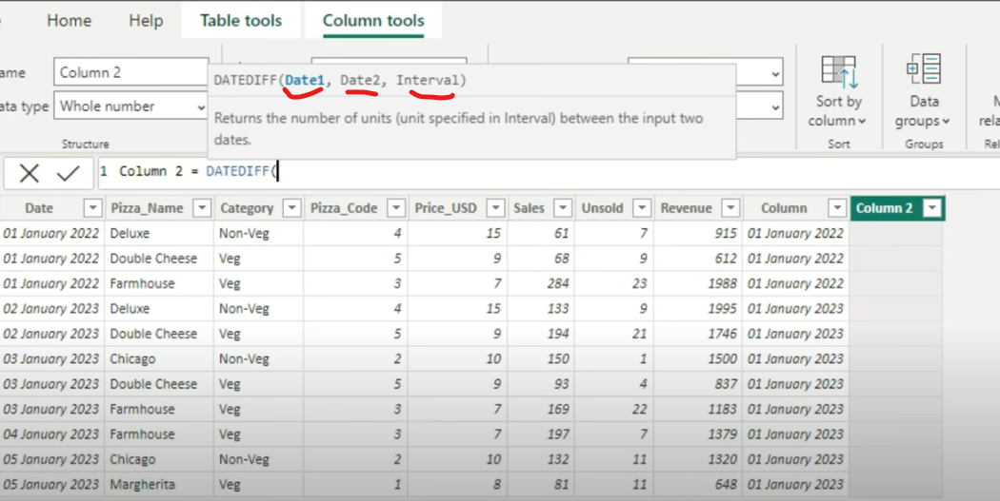 Home Help Table tools Column tools
ame Column 2
DATEDIFF(Date1, Date2, Interval)
ata type Whole number
Returns the number of units (unit specified in Interval) between the input two
dates.
Sort by
column
Data
groups
M
rela
Structure Sort Groups Rel
1 Column 2 = DATEDIFF(
Date Pizza_Name Category Pizza_Code Price_USD Sales Unsold Revenue Column Column 2
01 January 2022 Deluxe Non-Veg 4 15 61 7 915 01 January 2022
01 January 2022 Double Cheese Veg 5 9 68 9 612 01 January 2022
01 January 2022 Farmhouse Veg 3 7 284 23 1988 01 January 2022
02 January 2023 Deluxe Non-Veg 4 15 133 9 1995 01 January 2023
02 January 2023 Double Cheese Veg 5 9 194 21 1746 01 January 2023
03 January 2023 Chicago Non-Veg 2 10 150 1 1500 01 January 2023
03 January 2023 Double Cheese Veg 5 9 93 4 837 01 January 2023
03 January 2023 Farmhouse Veg 3 7 169 22 1183 01 January 2023
04 January 2023 Farmhouse Veg 3 7 197 7 1379 01 January 2023
05 January 2023 Chicago Non-Veg 2 10 132 11 1320 01 January 2023
05 January 2023 Margherita Veg 1 8 81 11 648 01 January 2023